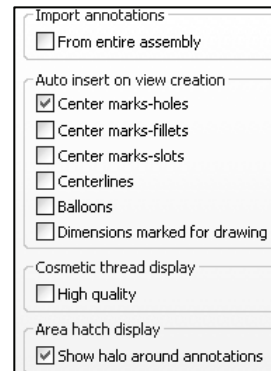 Import annotations
From entire assembly
Auto insert on view creation
Center marks-holes
Center marks-fillets
Center marks-slots
Centerlines
Balloons
Dimensions marked for drawing
Cosmetic thread display
High quality
Area hatch display
Show halo around annotations